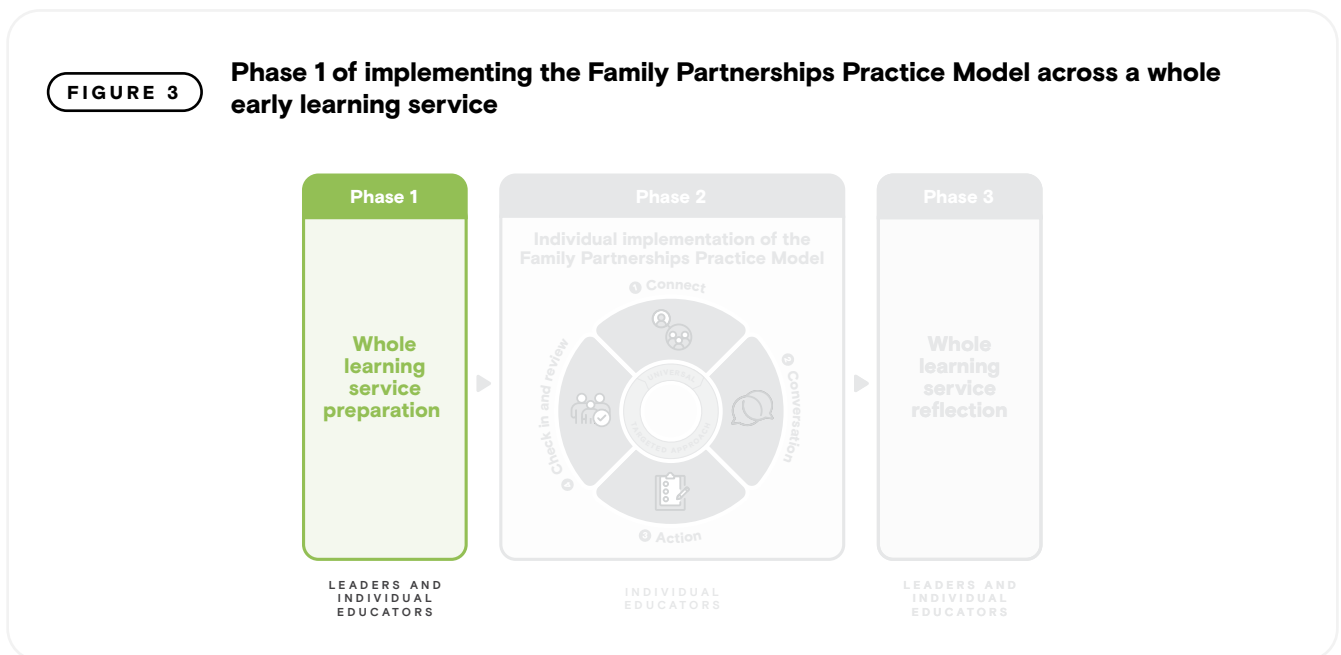 FIGURE 3
Phase 1 of implementing the Family Partnerships Practice Model across a whole
early learning service
Phase 1
Whole
learning
service
preparation
LEADERS AND
INDIVIDUAL
EDUCATORS
Phase 2
Individual implementation of the
Family Partnerships Practice Model
1 Connect
2 Conversation
3 Action
4 Check in and review
UNIVERSAL
TARGETED APPROACH
INDIVIDUAL
EDUCATORS
Phase 3
Whole
learning
service
reflection
LEADERS AND
INDIVIDUAL
EDUCATORS